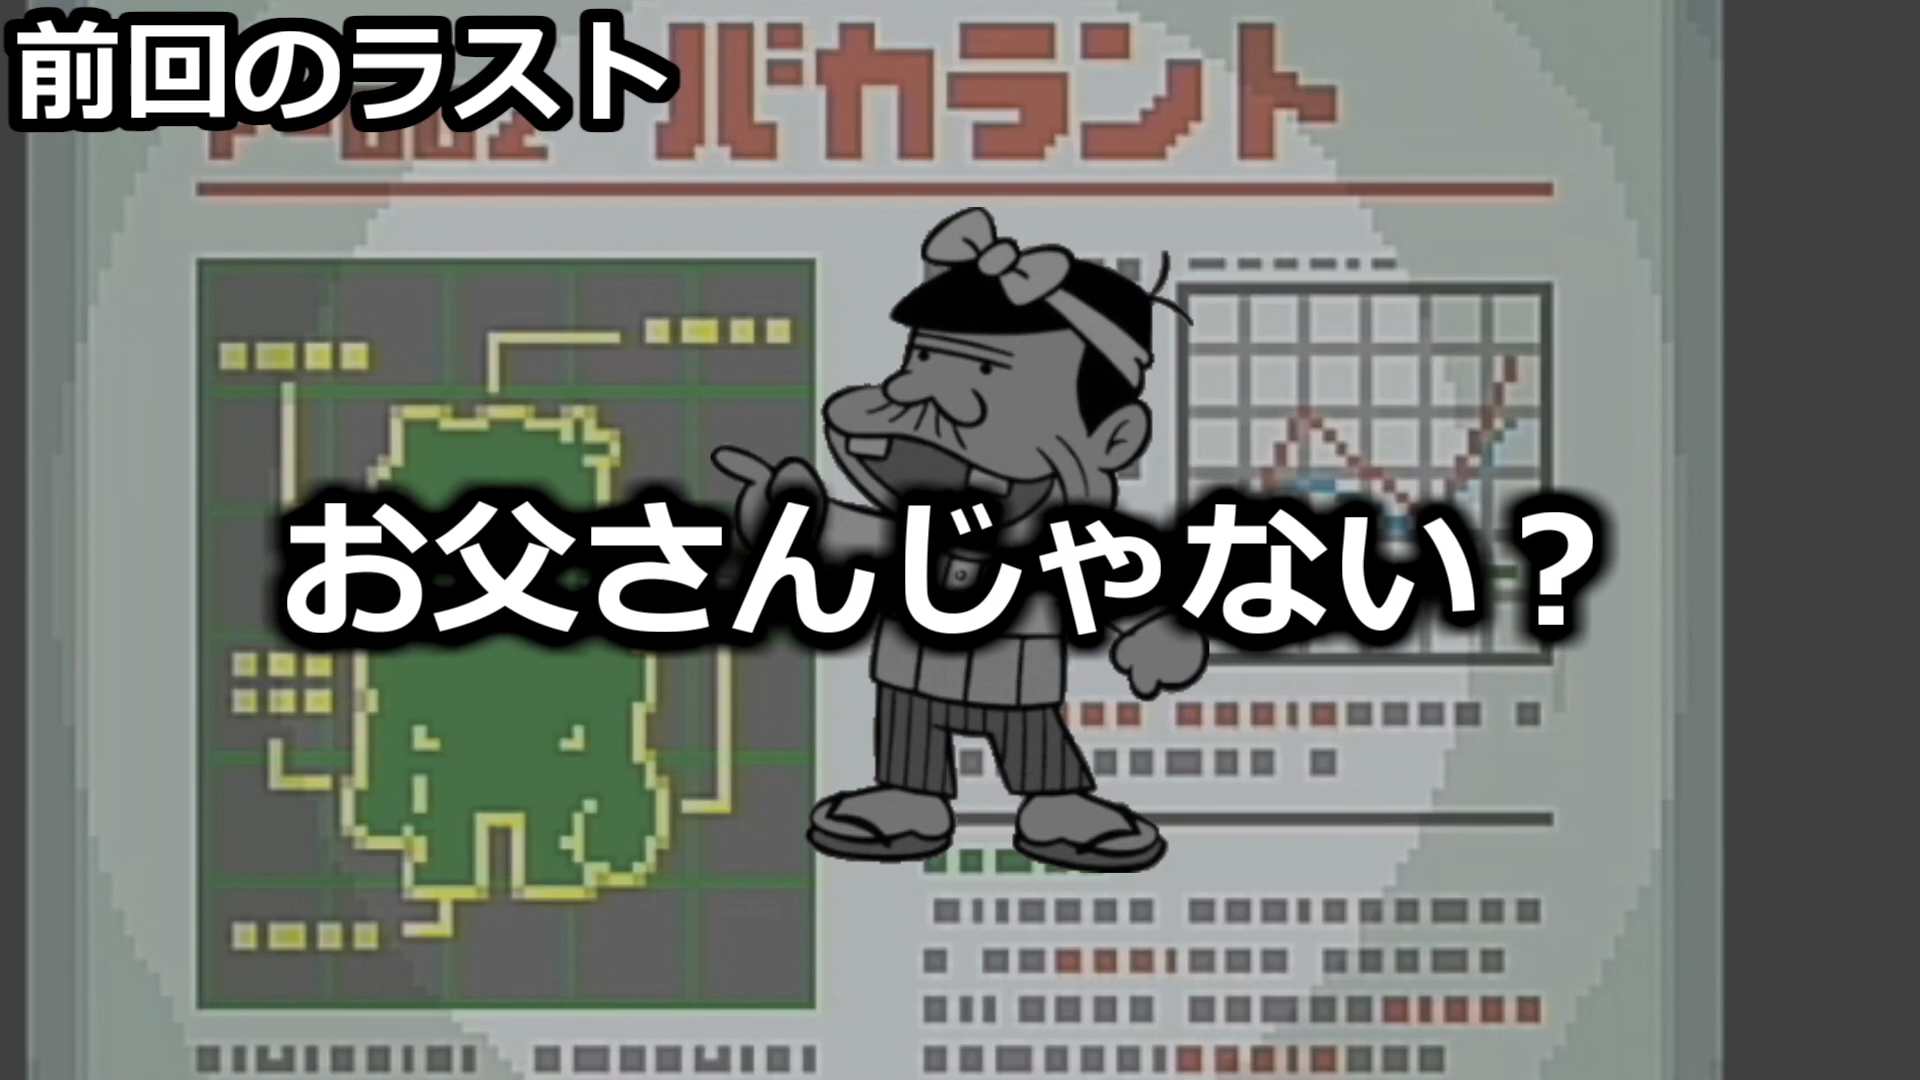 前回のラスト
バカラント
お父さんじゃない？